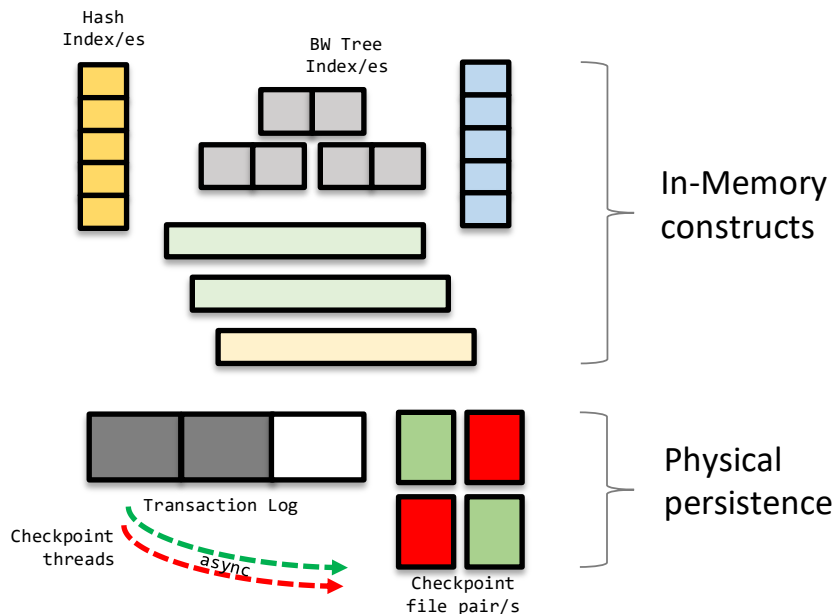 Hash
Index/es
BW Tree
Index/es
In-Memory
constructs
Transaction Log
Checkpoint
threads
async
Checkpoint
file pair/s
Physical
persistence